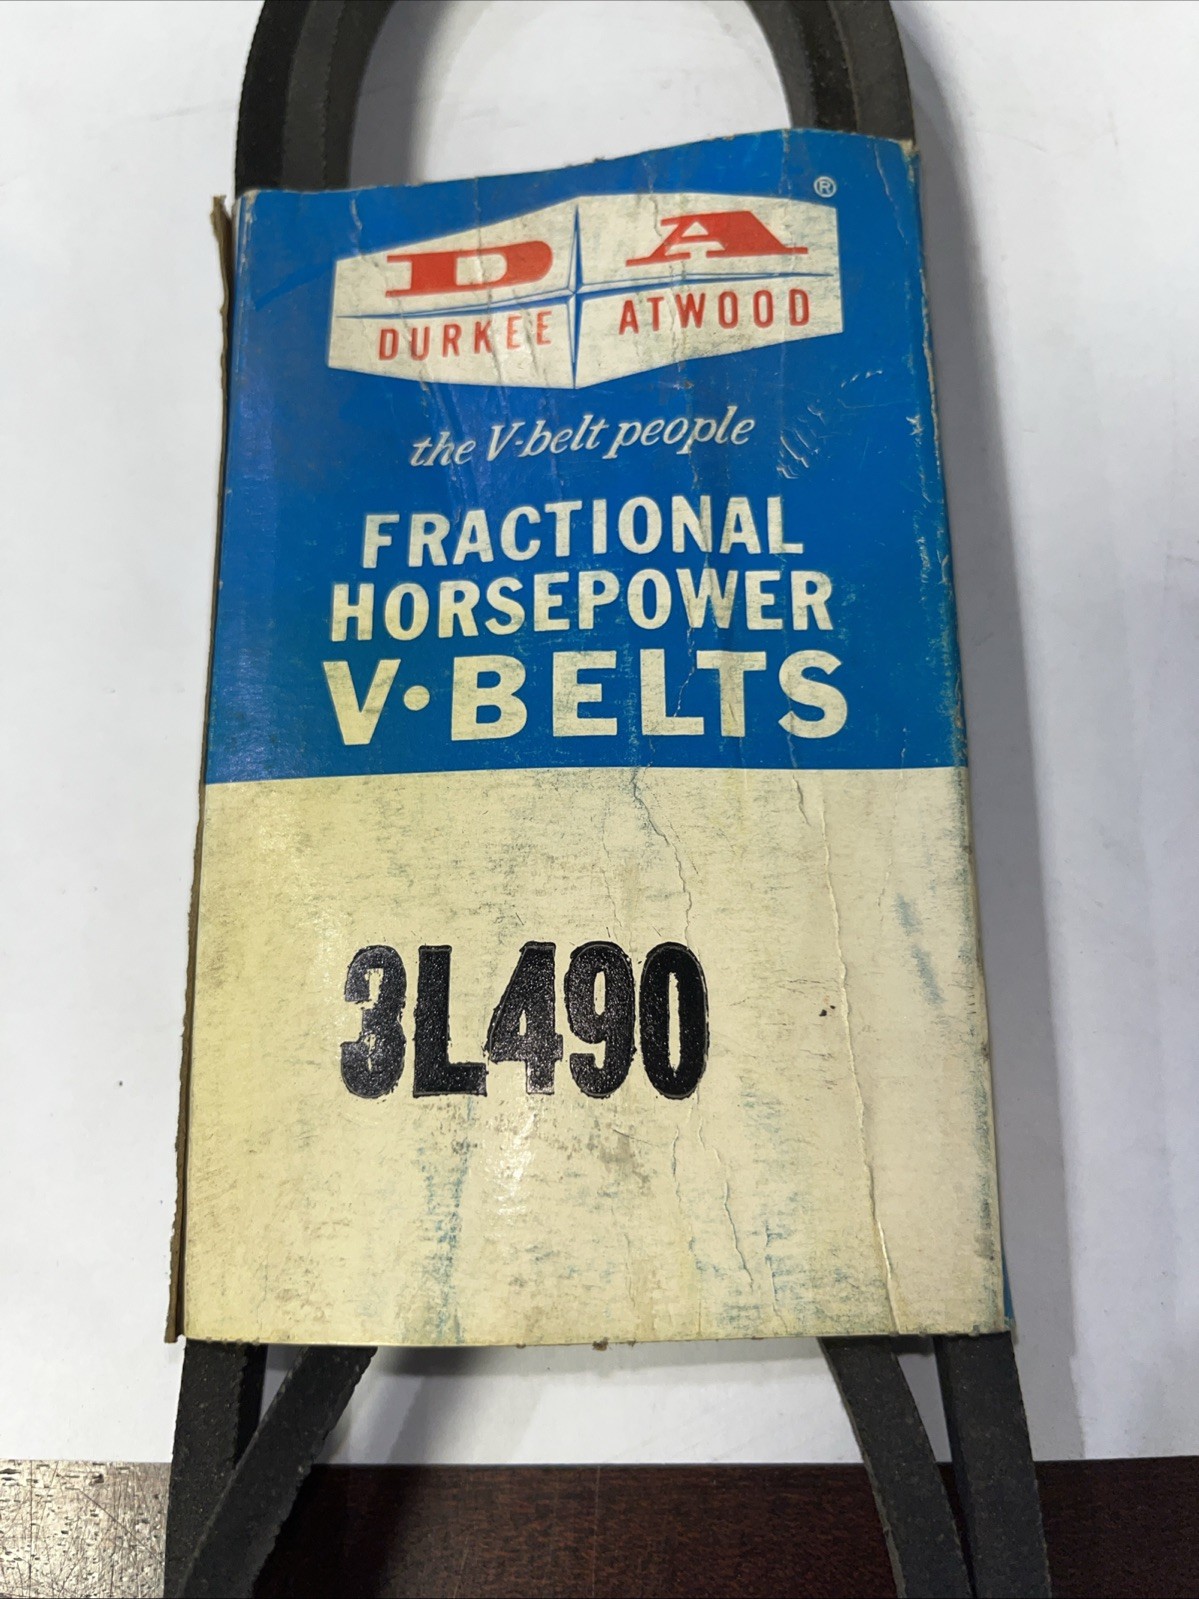 ®
D A
DURKEE ATWOOD
the V-belt people
FRACTIONAL
HORSEPOWER
V·BELTS
3L490